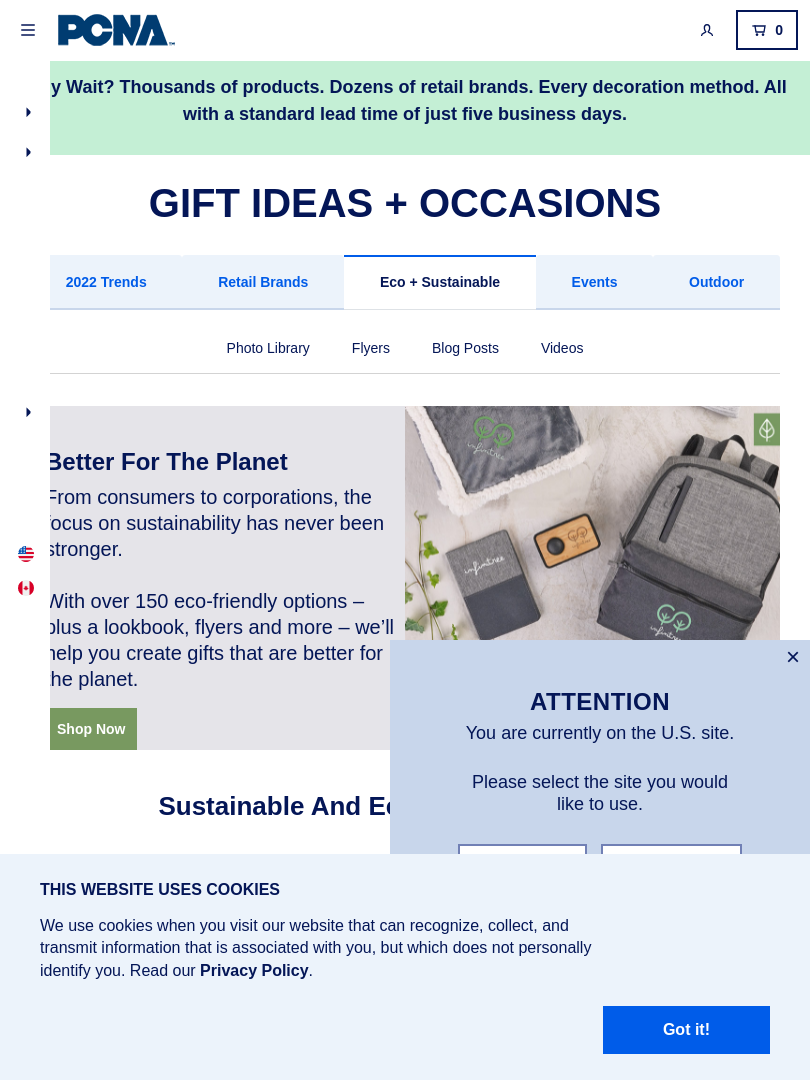 PCNA
0
y Wait? Thousands of products. Dozens of retail brands. Every decoration method. All
with a standard lead time of just five business days.
GIFT IDEAS + OCCASIONS
2022 Trends
Retail Brands
Eco + Sustainable
Events
Outdoor
Photo Library
Flyers
Blog Posts
Videos
Better For The Planet
From consumers to corporations, the
focus on sustainability has never been
stronger.
With over 150 eco-friendly options –
plus a lookbook, flyers and more – we’ll
help you create gifts that are better for
the planet.
Shop Now
infinitree
infinitree
infinitree
infinitree
Sustainable And Ec
×
ATTENTION
You are currently on the U.S. site.
Please select the site you would
like to use.
THIS WEBSITE USES COOKIES
We use cookies when you visit our website that can recognize, collect, and
transmit information that is associated with you, but which does not personally
identify you. Read our Privacy Policy.
Got it!